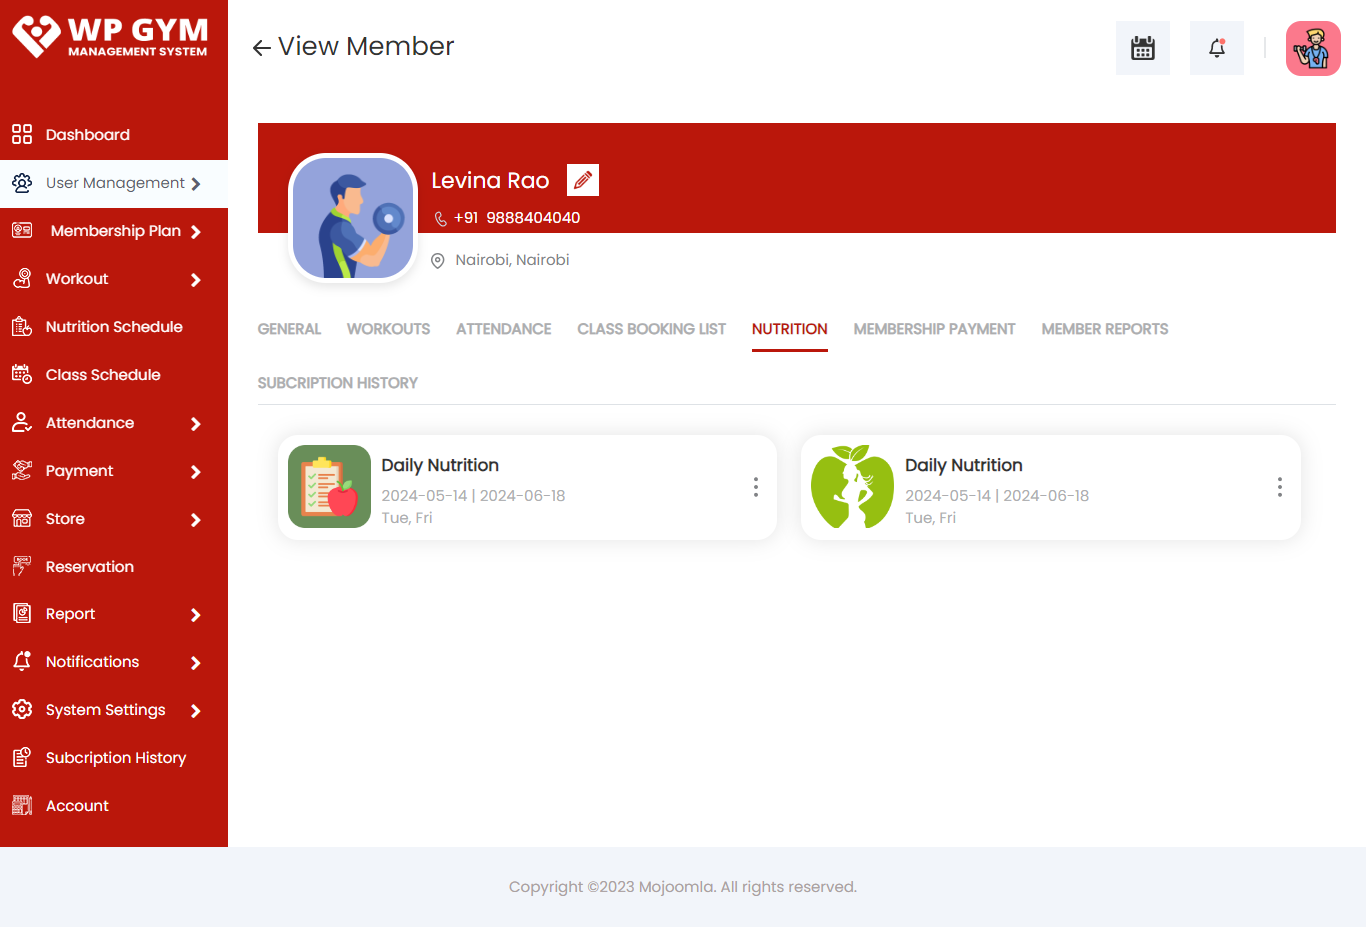 WP GYM
MANAGEMENT SYSTEM
View Member
Dashboard
User Management
Membership Plan
Workout
Nutrition Schedule
Class Schedule
Attendance
Payment
Store
Reservation
Report
Notifications
System Settings
Subcription History
Account
Levina Rao
+91 9888404040
Nairobi, Nairobi
GENERAL WORKOUTS ATTENDANCE CLASS BOOKING LIST NUTRITION MEMBERSHIP PAYMENT MEMBER REPORTS
SUBCRIPTION HISTORY
Daily Nutrition
2024-05-14 | 2024-06-18
Tue, Fri
Daily Nutrition
2024-05-14 | 2024-06-18
Tue, Fri
Copyright ©2023 Mojoomla. All rights reserved.